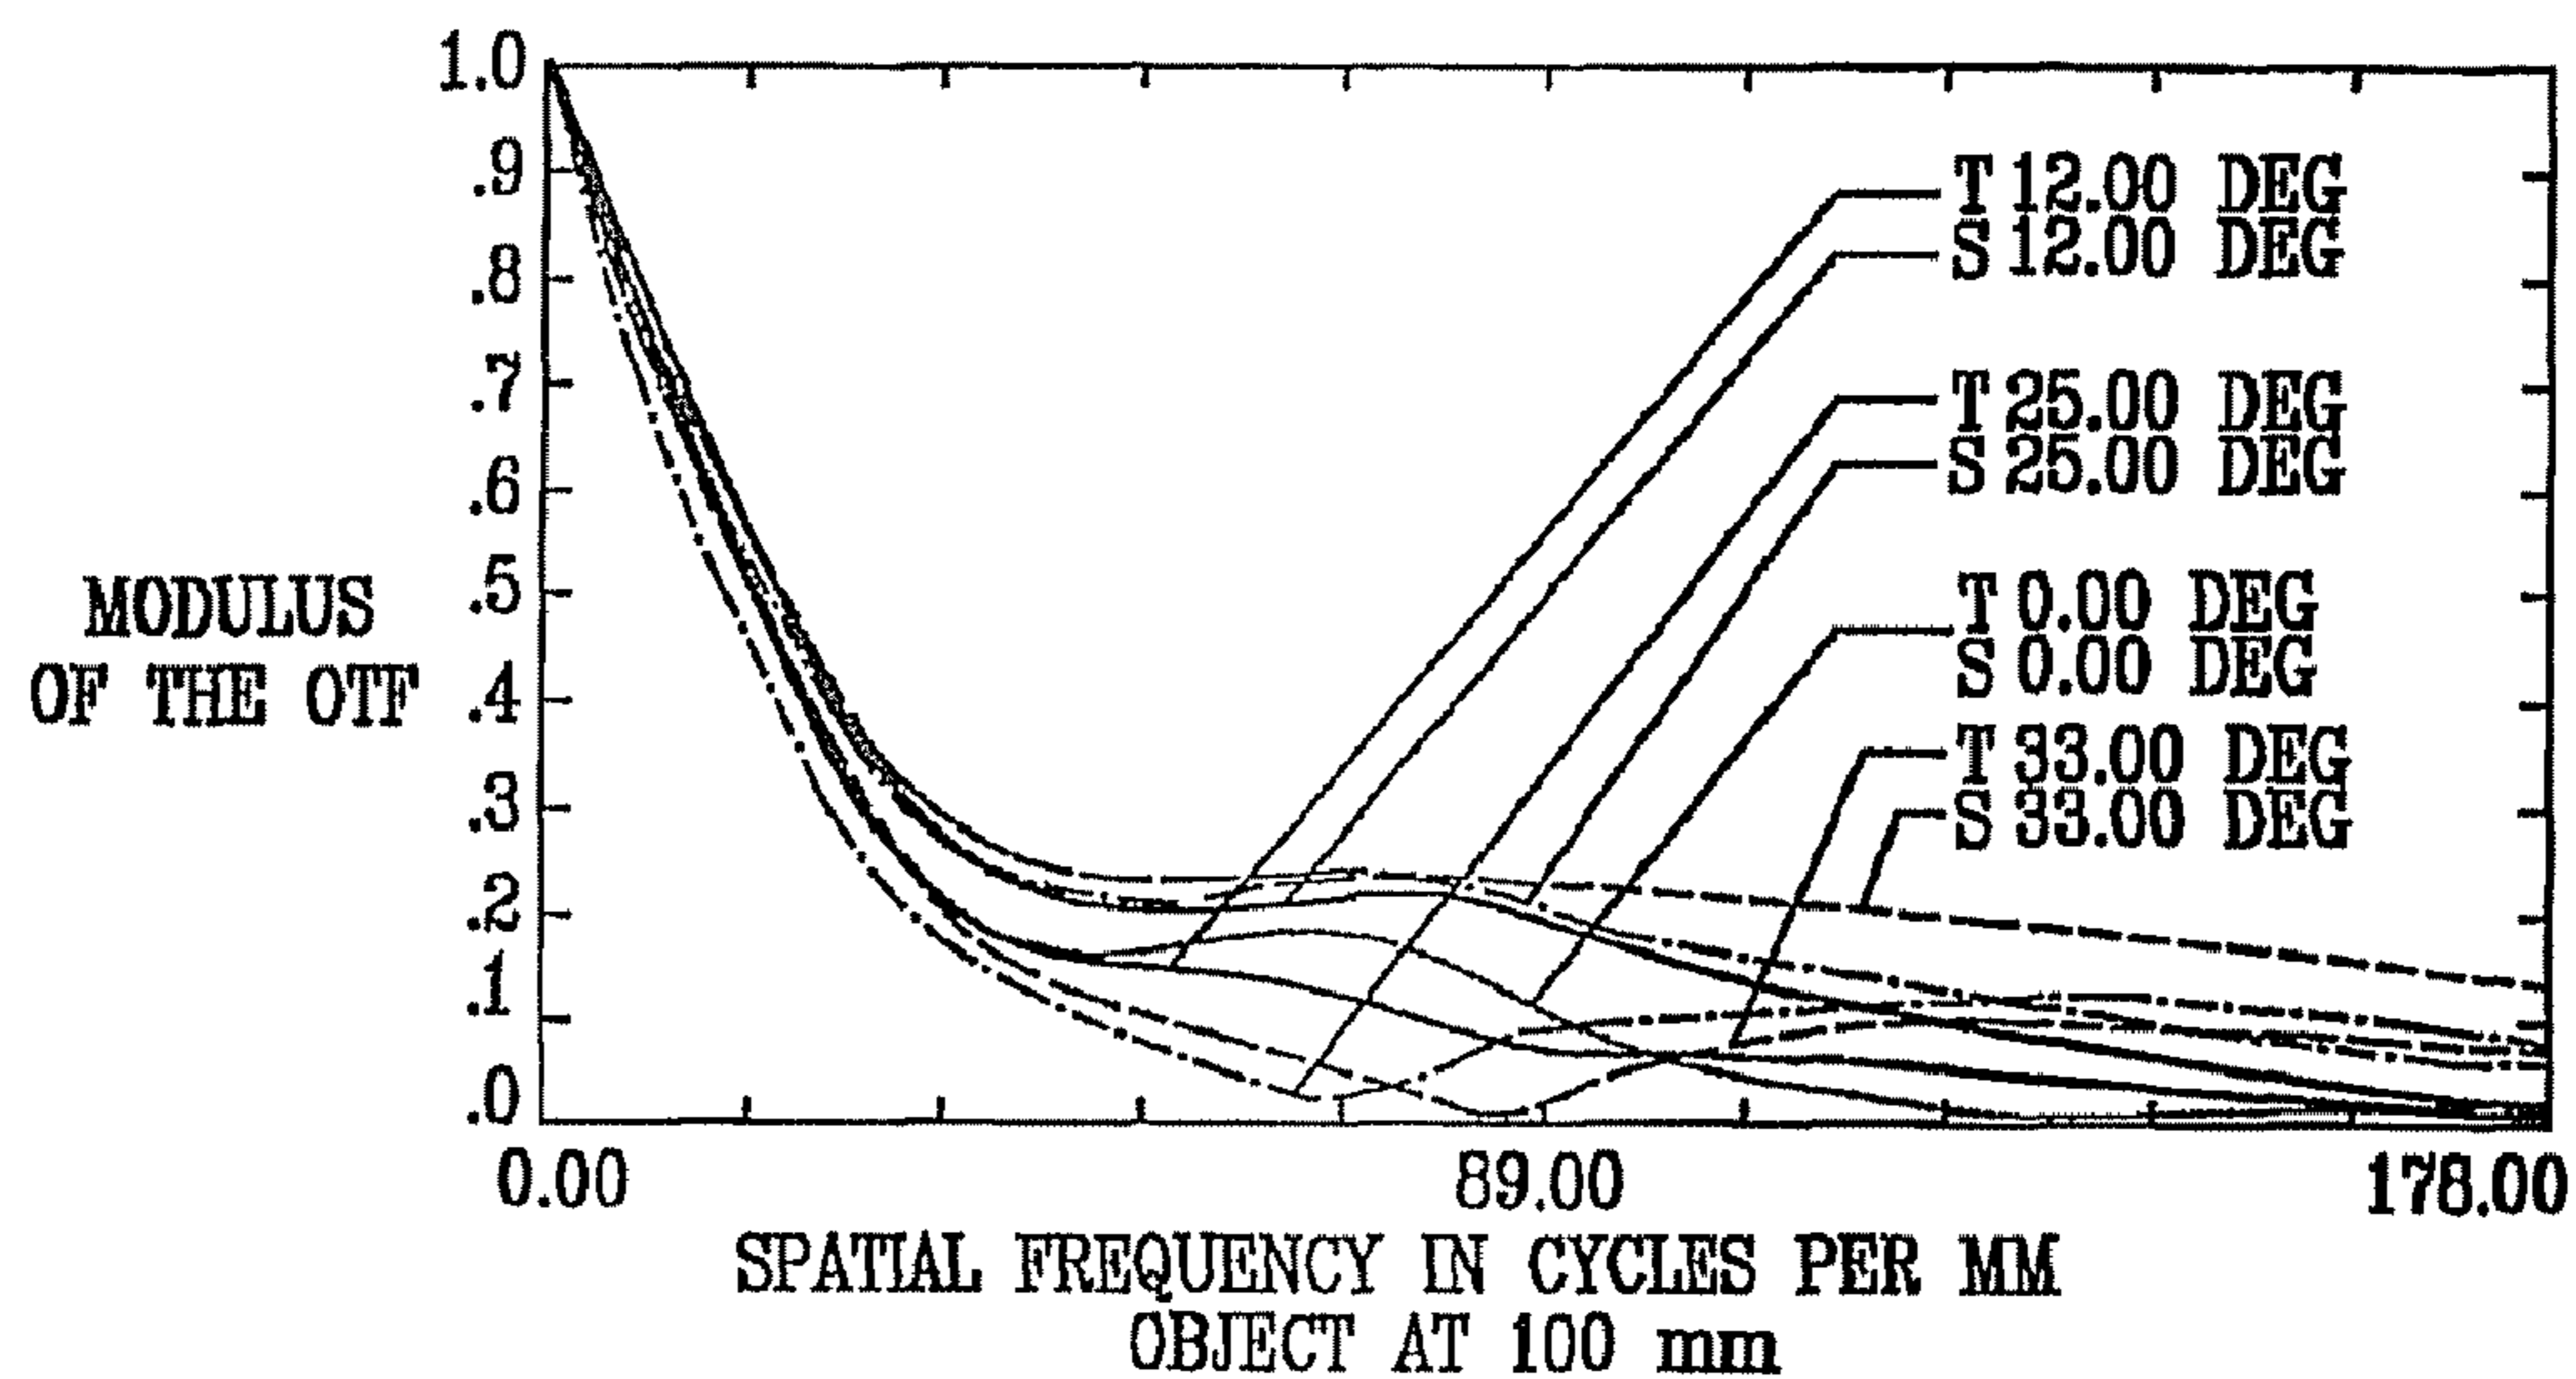 1.0
.9
.8
.7
.6
.5
.4
.3
.2
.1
.0
MODULUS
OF THE OTF
T 12.00 DEG
S 12.00 DEG
T 25.00 DEG
S 25.00 DEG
T 0.00 DEG
S 0.00 DEG
T 33.00 DEG
S 33.00 DEG
0.00
89.00
178.00
SPATIAL FREQUENCY IN CYCLES PER MM
OBJECT AT 100 mm